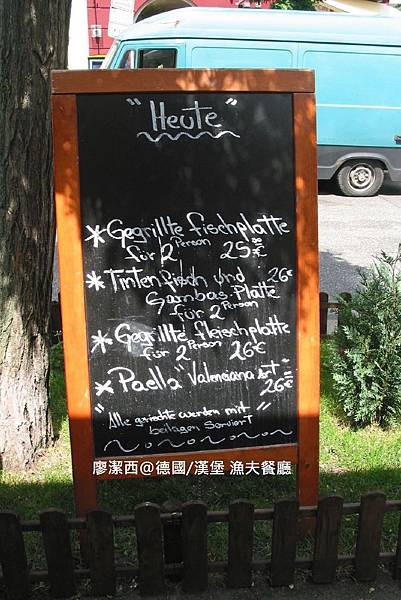 "Heute"
* Gegrillte Fischplatte
für 2 Person 25.50 €
* Tintenfisch und 26€
Gambas-Platte
für 2 Person
* Gegrillte Fleischplatte
für 2 Person 26€
* Paella "Valenciana
26€
"Alle gerichte werden mit"
beilagen Serviert
廖潔西@德國/漢堡 漁夫餐廳